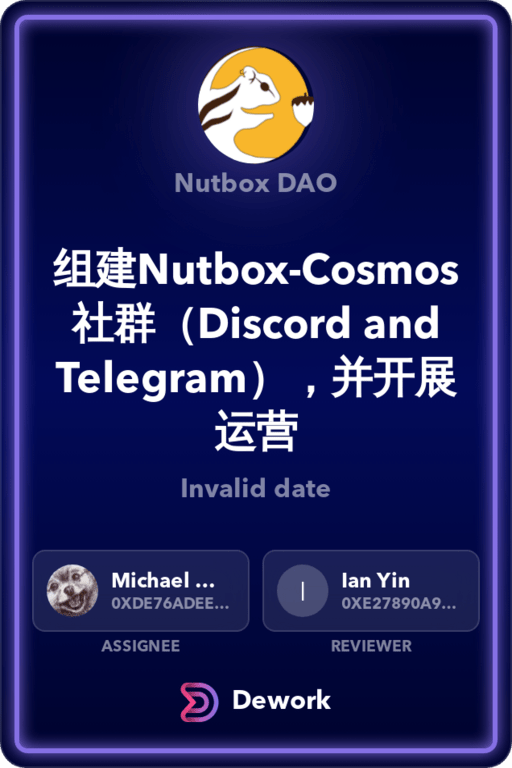 Nutbox DAO
组建Nutbox-Cosmos
社群（Discord and
Telegram），并开展
运营
Invalid date
Michael ...
0XDE76ADEE...
I
Ian Yin
0XE27890A9...
ASSIGNEE
REVIEWER
Dework